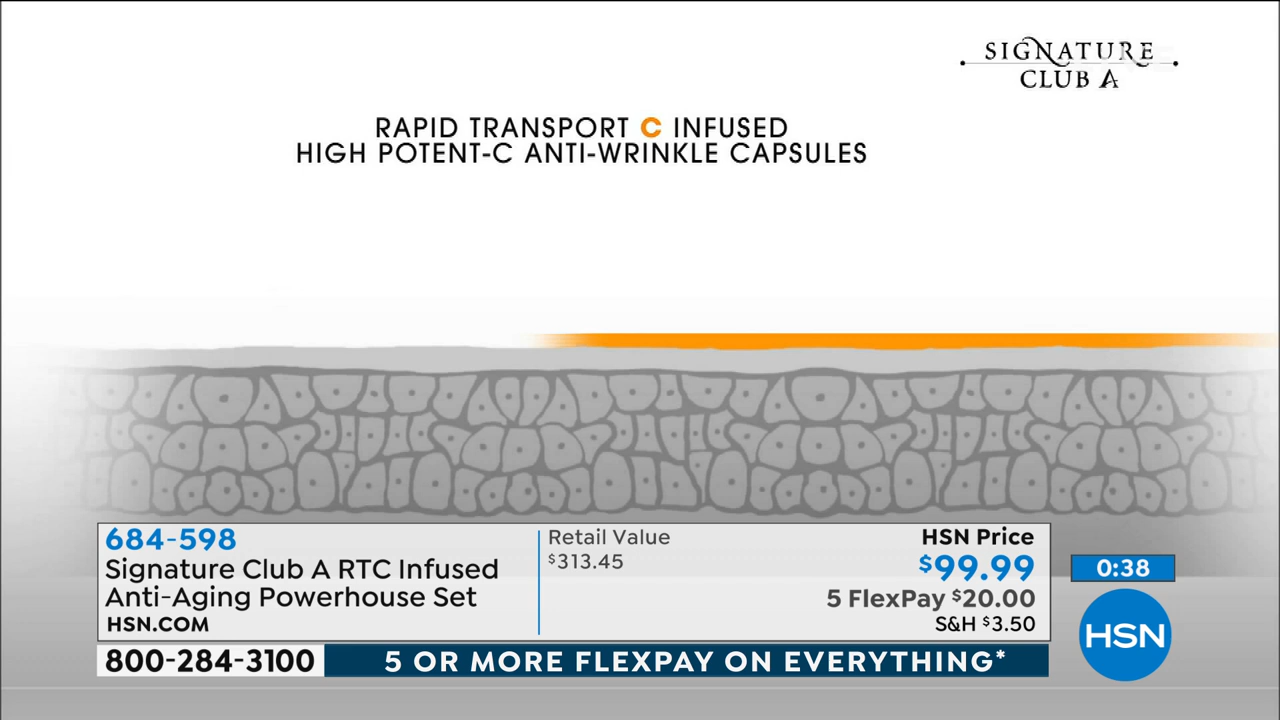 SIGNATURE
CLUB A
RAPID TRANSPORT C INFUSED
HIGH POTENT-C ANTI-WRINKLE CAPSULES
684-598
Signature Club A RTC Infused
Anti-Aging Powerhouse Set
HSN.COM
Retail Value
$313.45
HSN Price
$99.99
5 FlexPay $20.00
S&H $3.50
0:38
HSN
800-284-3100
5 OR MORE FLEXPAY ON EVERYTHING*